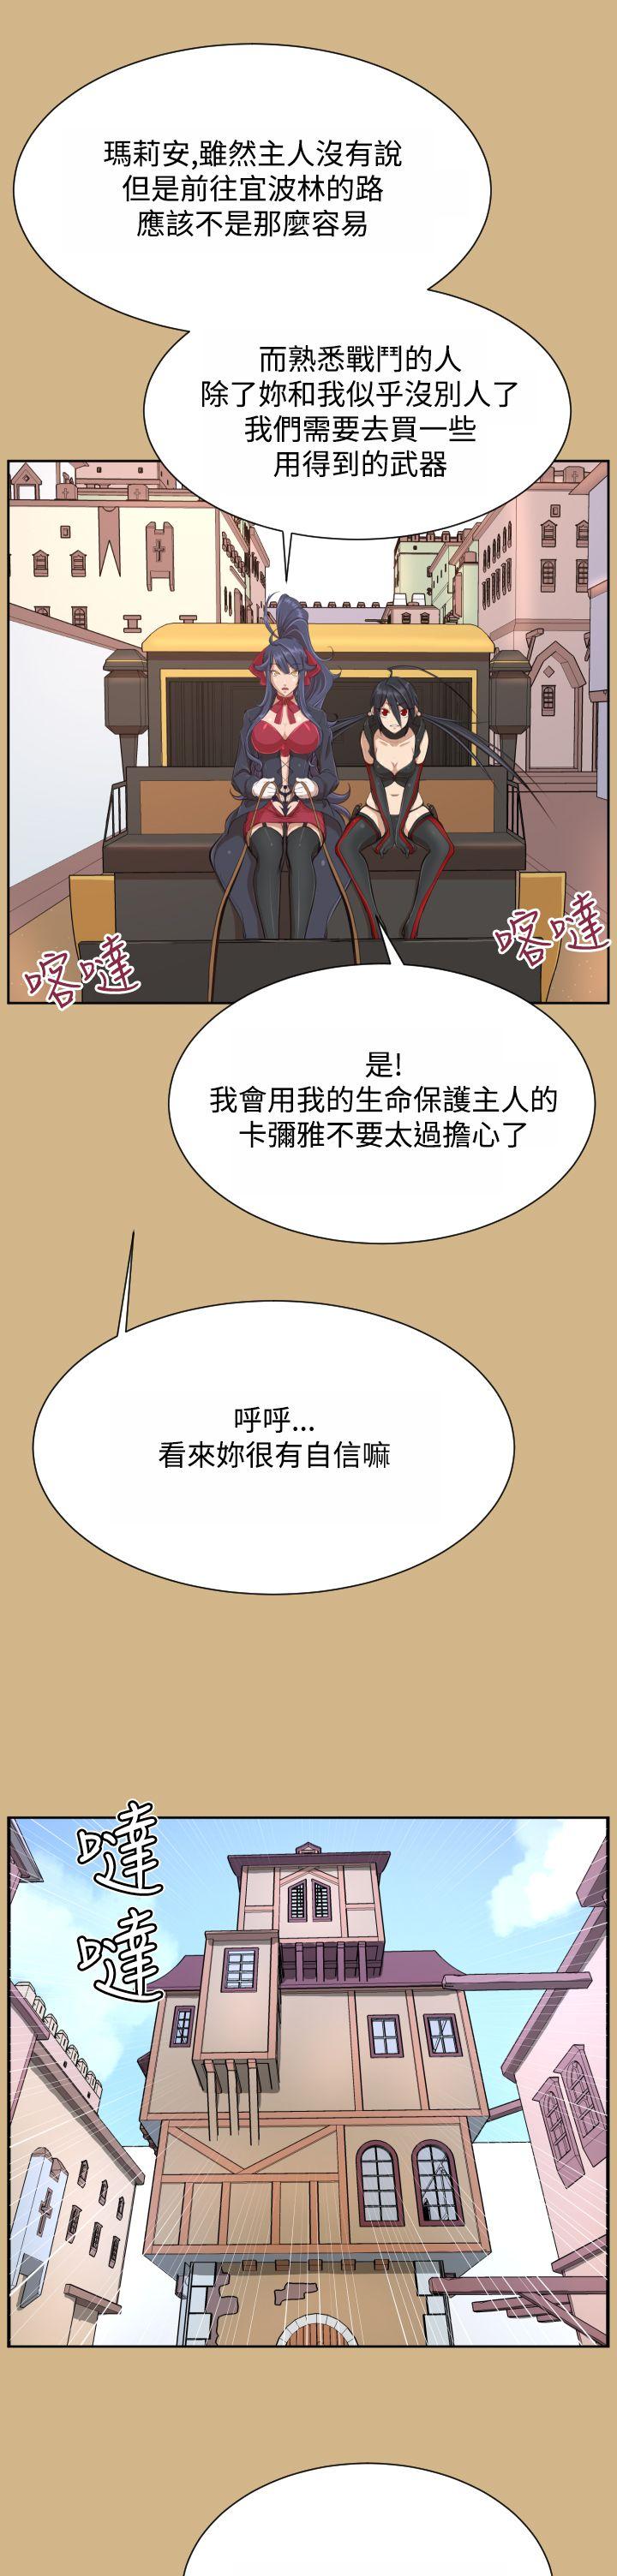 瑪莉安,雖然主人沒有說
但是前往宜波林的路
應該不是那麼容易
而熟悉戰鬥的人
除了妳和我似乎沒別人了
我們需要去買一些
用得到的武器
喀噠
喀噠
是!
我會用我的生命保護主人的
卡彌雅不要太過擔心了
呼呼...
看來妳很有自信嘛
噠
噠